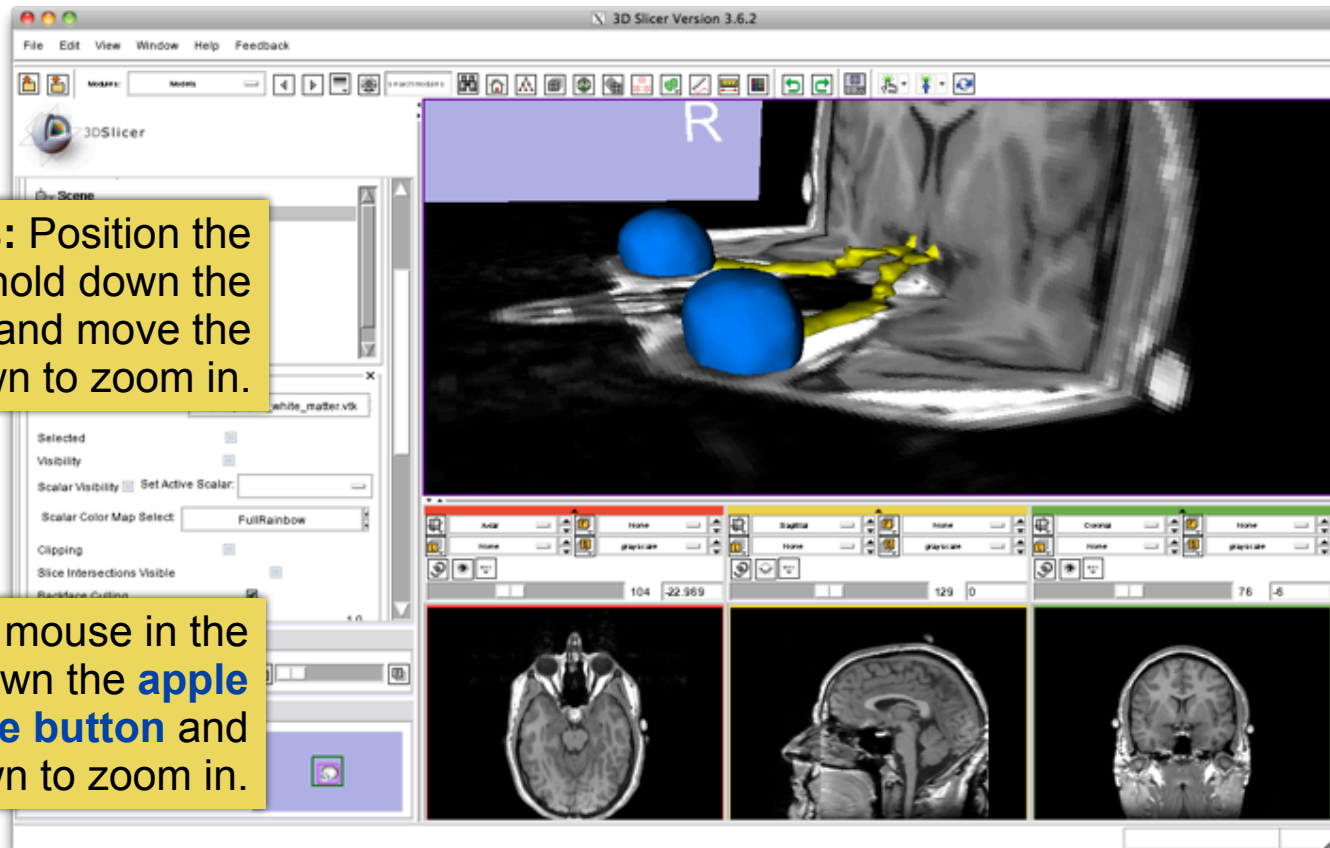 3D Slicer Version 3.6.2
File Edit View Window Help Feedback
Modules: Models
3DSlicer
R
Scene
s: Position the
hold down the
and move the
wn to zoom in.
white_matter.vtk
Selected
Visibility
Scalar Visibility Set Active Scalar:
Scalar Color Map Select: FullRainbow
Clipping
Slice Intersections Visible
Backface Culling
1.0
mouse in the
wn the apple
e button and
wn to zoom in.
Axial None Sagittal None Coronal None
None grayscale None grayscale None grayscale
104 -22.969 129 0 76 -6